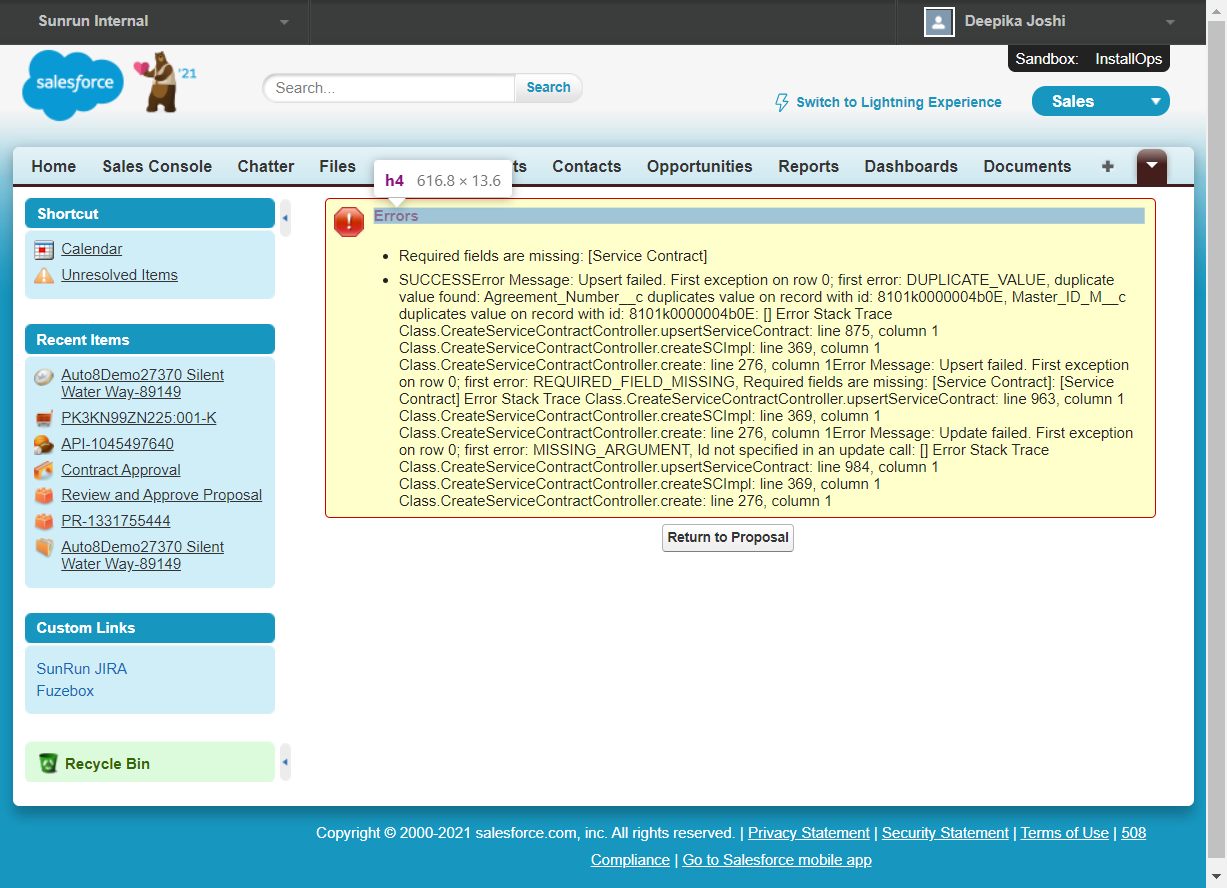 Sunrun Internal
Deepika Joshi
Sandbox: InstallOps
salesforce
'21
Search...
Search
Switch to Lightning Experience
Sales
Home Sales Console Chatter Files ts Contacts Opportunities Reports Dashboards Documents +
h4 616.8 × 13.6
Shortcut
Calendar
Unresolved Items
Recent Items
Auto8Demo27370 Silent
Water Way-89149
PK3KN99ZN225:001-K
API-1045497640
Contract Approval
Review and Approve Proposal
PR-1331755444
Auto8Demo27370 Silent
Water Way-89149
Custom Links
SunRun JIRA
Fuzebox
Recycle Bin
Errors
• Required fields are missing: [Service Contract]
• SUCCESSError Message: Upsert failed. First exception on row 0; first error: DUPLICATE_VALUE, duplicate
value found: Agreement_Number__c duplicates value on record with id: 8101k0000004b0E, Master_ID_M__c
duplicates value on record with id: 8101k0000004b0E: [] Error Stack Trace
Class.CreateServiceContractController.upsertServiceContract: line 875, column 1
Class.CreateServiceContractController.createSCImpl: line 369, column 1
Class.CreateServiceContractController.create: line 276, column 1Error Message: Upsert failed. First exception
on row 0; first error: REQUIRED_FIELD_MISSING, Required fields are missing: [Service Contract]: [Service
Contract] Error Stack Trace Class.CreateServiceContractController.upsertServiceContract: line 963, column 1
Class.CreateServiceContractController.createSCImpl: line 369, column 1
Class.CreateServiceContractController.create: line 276, column 1Error Message: Update failed. First exception
on row 0; first error: MISSING_ARGUMENT, Id not specified in an update call: [] Error Stack Trace
Class.CreateServiceContractController.upsertServiceContract: line 984, column 1
Class.CreateServiceContractController.createSCImpl: line 369, column 1
Class.CreateServiceContractController.create: line 276, column 1
Return to Proposal
Copyright © 2000-2021 salesforce.com, inc. All rights reserved. | Privacy Statement | Security Statement | Terms of Use | 508
Compliance | Go to Salesforce mobile app